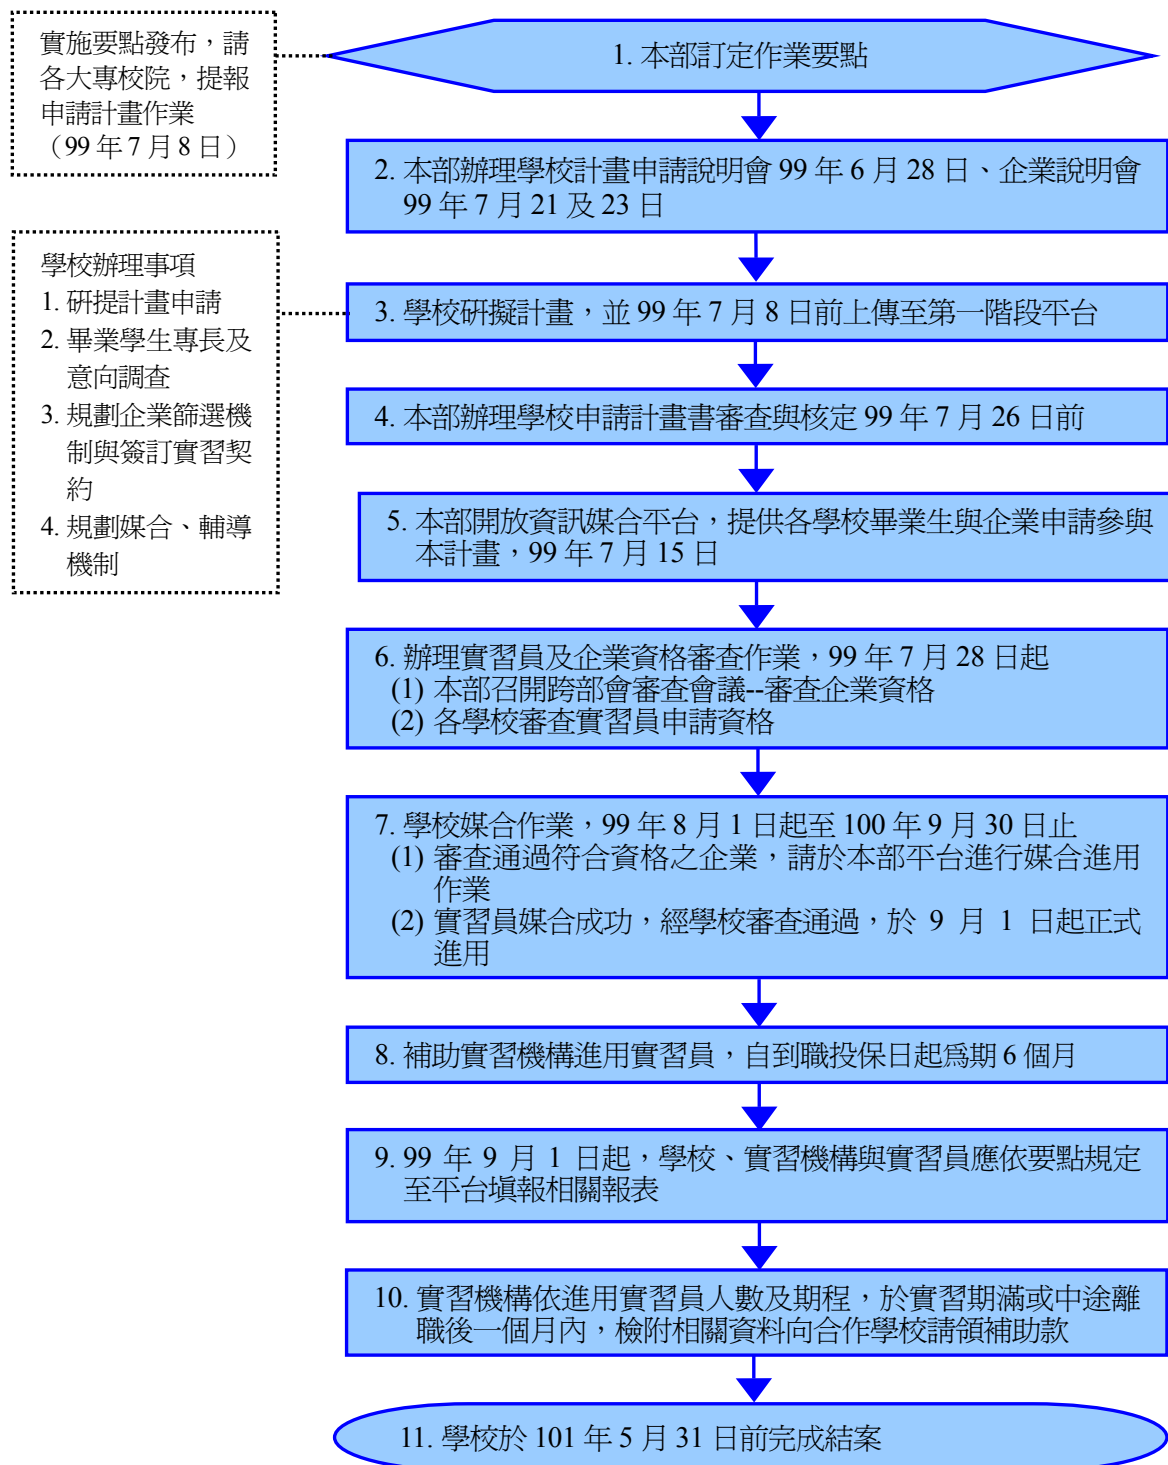 實施要點發布，請
各大專校院，提報
申請計畫作業
（99 年 7 月 8 日）
1. 本部訂定作業要點
2. 本部辦理學校計畫申請說明會 99 年 6 月 28 日、企業說明會
99 年 7 月 21 及 23 日
學校辦理事項
1. 研提計畫申請
2. 畢業學生專長及
意向調查
3. 規劃企業篩選機
制與簽訂實習契
約
4. 規劃媒合、輔導
機制
3. 學校研擬計畫，並 99 年 7 月 8 日前上傳至第一階段平台
4. 本部辦理學校申請計畫書審查與核定 99 年 7 月 26 日前
5. 本部開放資訊媒合平台，提供各學校畢業生與企業申請參與
本計畫，99 年 7 月 15 日
6. 辦理實習員及企業資格審查作業，99 年 7 月 28 日起
(1) 本部召開跨部會審查會議--審查企業資格
(2) 各學校審查實習員申請資格
7. 學校媒合作業，99 年 8 月 1 日起至 100 年 9 月 30 日止
(1) 審查通過符合資格之企業，請於本部平台進行媒合進用
作業
(2) 實習員媒合成功，經學校審查通過，於 9 月 1 日起正式
進用
8. 補助實習機構進用實習員，自到職投保日起為期 6 個月
9. 99 年 9 月 1 日起，學校、實習機構與實習員應依要點規定
至平台填報相關報表
10. 實習機構依進用實習員人數及期程，於實習期滿或中途離
職後一個月內，檢附相關資料向合作學校請領補助款
11. 學校於 101 年 5 月 31 日前完成結案